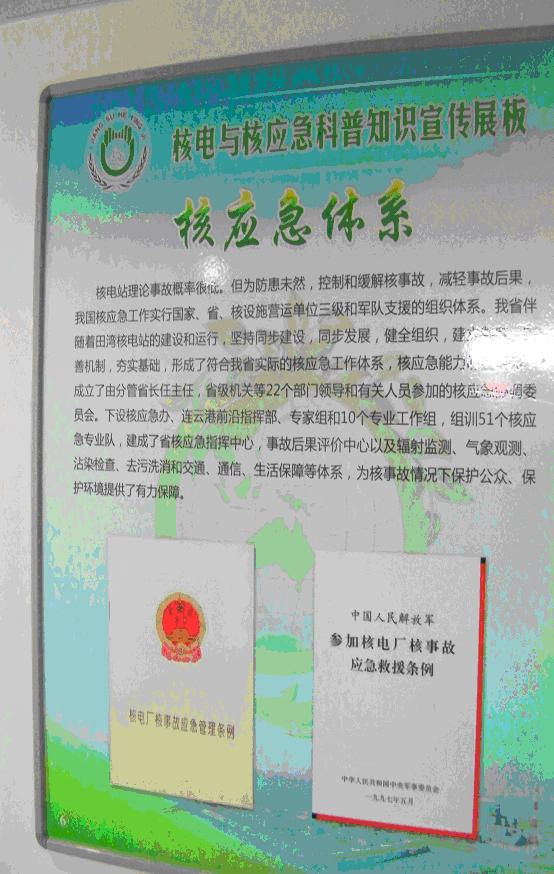 核电与核应急科普知识宣传展板
核应急体系
核电站理论事故概率很低。但为防患未然，控制和缓解核事故，减轻事故后果，
我国核应急工作实行国家、省、核设施营运单位三级和军队支援的组织体系。我省伴
随着田湾核电站的建设和运行，坚持同步建设，同步发展，健全组织，建
善机制，夯实基础，形成了符合我省实际的核应急工作体系，核应急能力
成立了由分管省长任主任，省级机关等22个部门领导和有关人员参加的核应急协调委
员会。下设核应急办、连云港前沿指挥部、专家组和10个专业工作组，组训51个核应
急专业队，建成了省核应急指挥中心，事故后果评价中心以及辐射监测、气象观测、
沾染检查、去污洗消和交通、通信、生活保障等体系，为核事故情况下保护公众、保
护环境提供了有力保障。
核电厂核事故应急管理条例
中国人民解放军
参加核电厂核事故
应急救援条例
中华人民共和国中央军事委员会
一九九七年五月
6